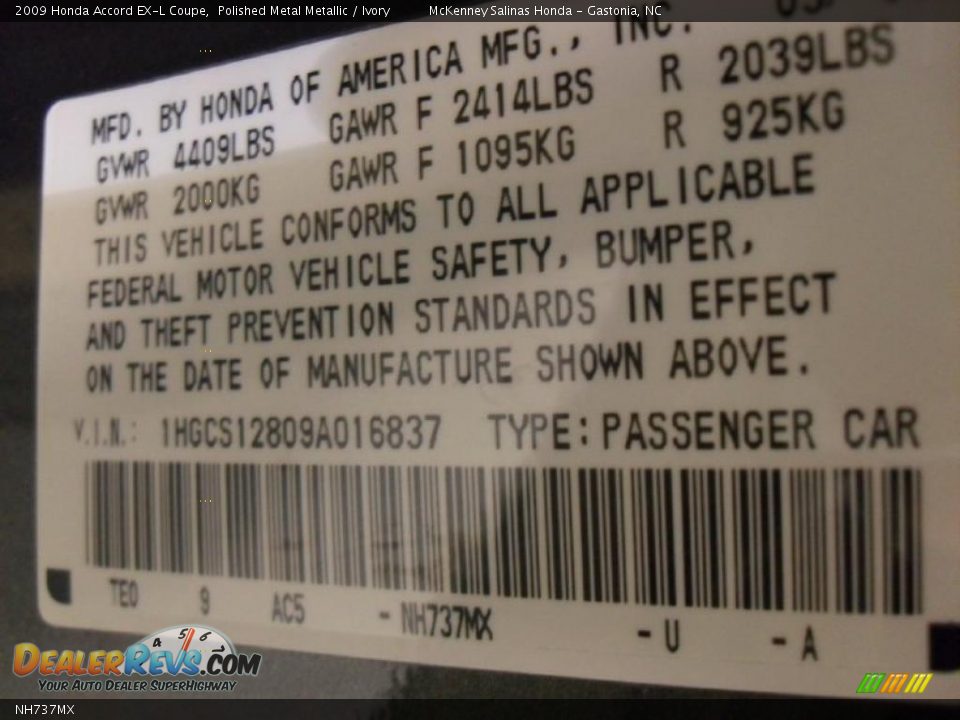 2009 Honda Accord EX-L Coupe, Polished Metal Metallic / Ivory McKenney Salinas Honda - Gastonia, NC
MFD. BY HONDA OF AMERICA MFG., INC.
GVWR 4409LBS GAWR F 2414LBS R 2039LBS
GVWR 2000KG GAWR F 1095KG R 925KG
THIS VEHICLE CONFORMS TO ALL APPLICABLE
FEDERAL MOTOR VEHICLE SAFETY, BUMPER,
AND THEFT PREVENTION STANDARDS IN EFFECT
ON THE DATE OF MANUFACTURE SHOWN ABOVE.
V.I.N.: 1HGCS12809A016837 TYPE: PASSENGER CAR
TE0 9 AC5 - NH737MX - U - A
4 5 6
DEALERREVS.COM
YOUR AUTO DEALER SUPERHIGHWAY
NH737MX